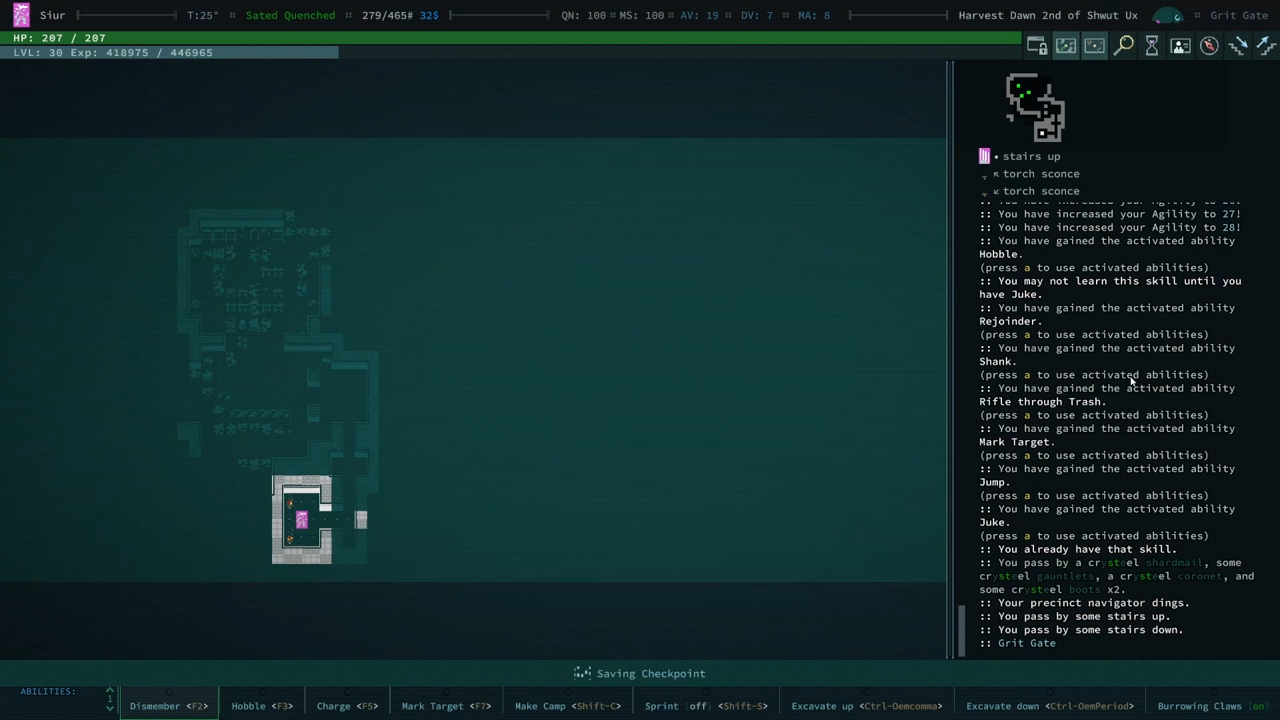 Siur T:25° Sated Quenched 279/465# 32$ QN: 100 MS: 100 AV: 19 DV: 7 MA: 8 Harvest Dawn 2nd of Shwut Ux Grit Gate
HP: 207 / 207
LVL: 30 Exp: 418975 / 446965
stairs up
torch sconce
torch sconce
:: You have increased your Agility to 27!
:: You have increased your Agility to 28!
:: You have gained the activated ability
Hobble.
(press a to use activated abilities)
:: You may not learn this skill until you
have Juke.
:: You have gained the activated ability
Rejoinder.
(press a to use activated abilities)
:: You have gained the activated ability
Shank.
(press a to use activated abilities)
:: You have gained the activated ability
Rifle through Trash.
(press a to use activated abilities)
:: You have gained the activated ability
Mark Target.
(press a to use activated abilities)
:: You have gained the activated ability
Jump.
(press a to use activated abilities)
:: You have gained the activated ability
Juke.
(press a to use activated abilities)
:: You already have that skill.
:: You pass by a crysteel shardmail, some
crysteel gauntlets, a crysteel coronet, and
some crysteel boots x2.
:: Your precinct navigator dings.
:: You pass by some stairs up.
:: You pass by some stairs down.
:: Grit Gate
Saving Checkpoint
ABILITIES: 1 Dismember <F2> Hobble <F3> Charge <F5> Mark Target <F7> Make Camp <Shift-C> Sprint [off] <Shift-S> Excavate up <Ctrl-Oemcomma> Excavate down <Ctrl-OemPeriod> Burrowing Claws [on]